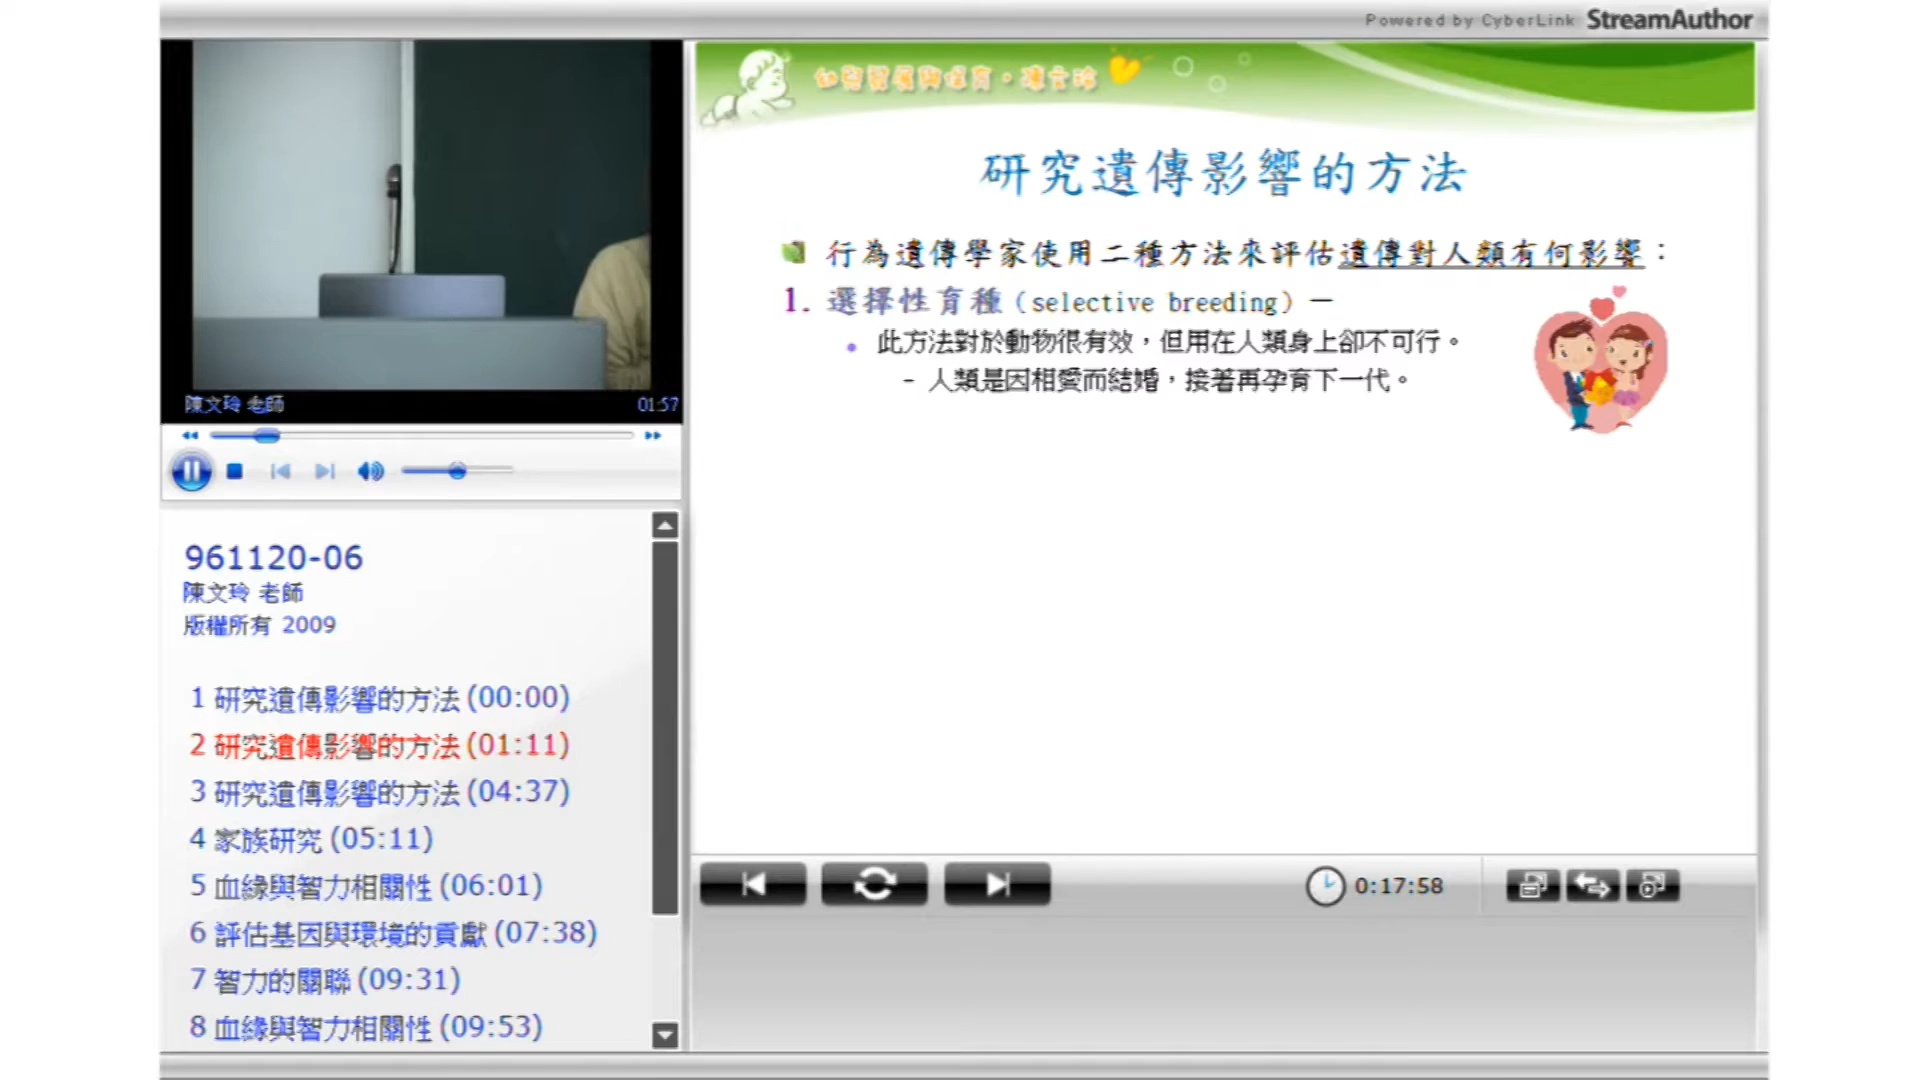 Powered by CyberLink StreamAuthor
幼兒發展與保育。陳文玲
陳文玲 老師 01:57
961120-06
陳文玲 老師
版權所有 2009
1 研究遺傳影響的方法 (00:00)
2 研究遺傳影響的方法 (01:11)
3 研究遺傳影響的方法 (04:37)
4 家族研究 (05:11)
5 血緣與智力相關性 (06:01)
6 評估基因與環境的貢獻 (07:38)
7 智力的關聯 (09:31)
8 血緣與智力相關性 (09:53)
研究遺傳影響的方法
行為遺傳學家使用二種方法來評估遺傳對人類有何影響：
1. 選擇性育種（selective breeding）—
• 此方法對於動物很有效，但用在人類身上卻不可行。
- 人類是因相愛而結婚，接著再孕育下一代。
0:17:58